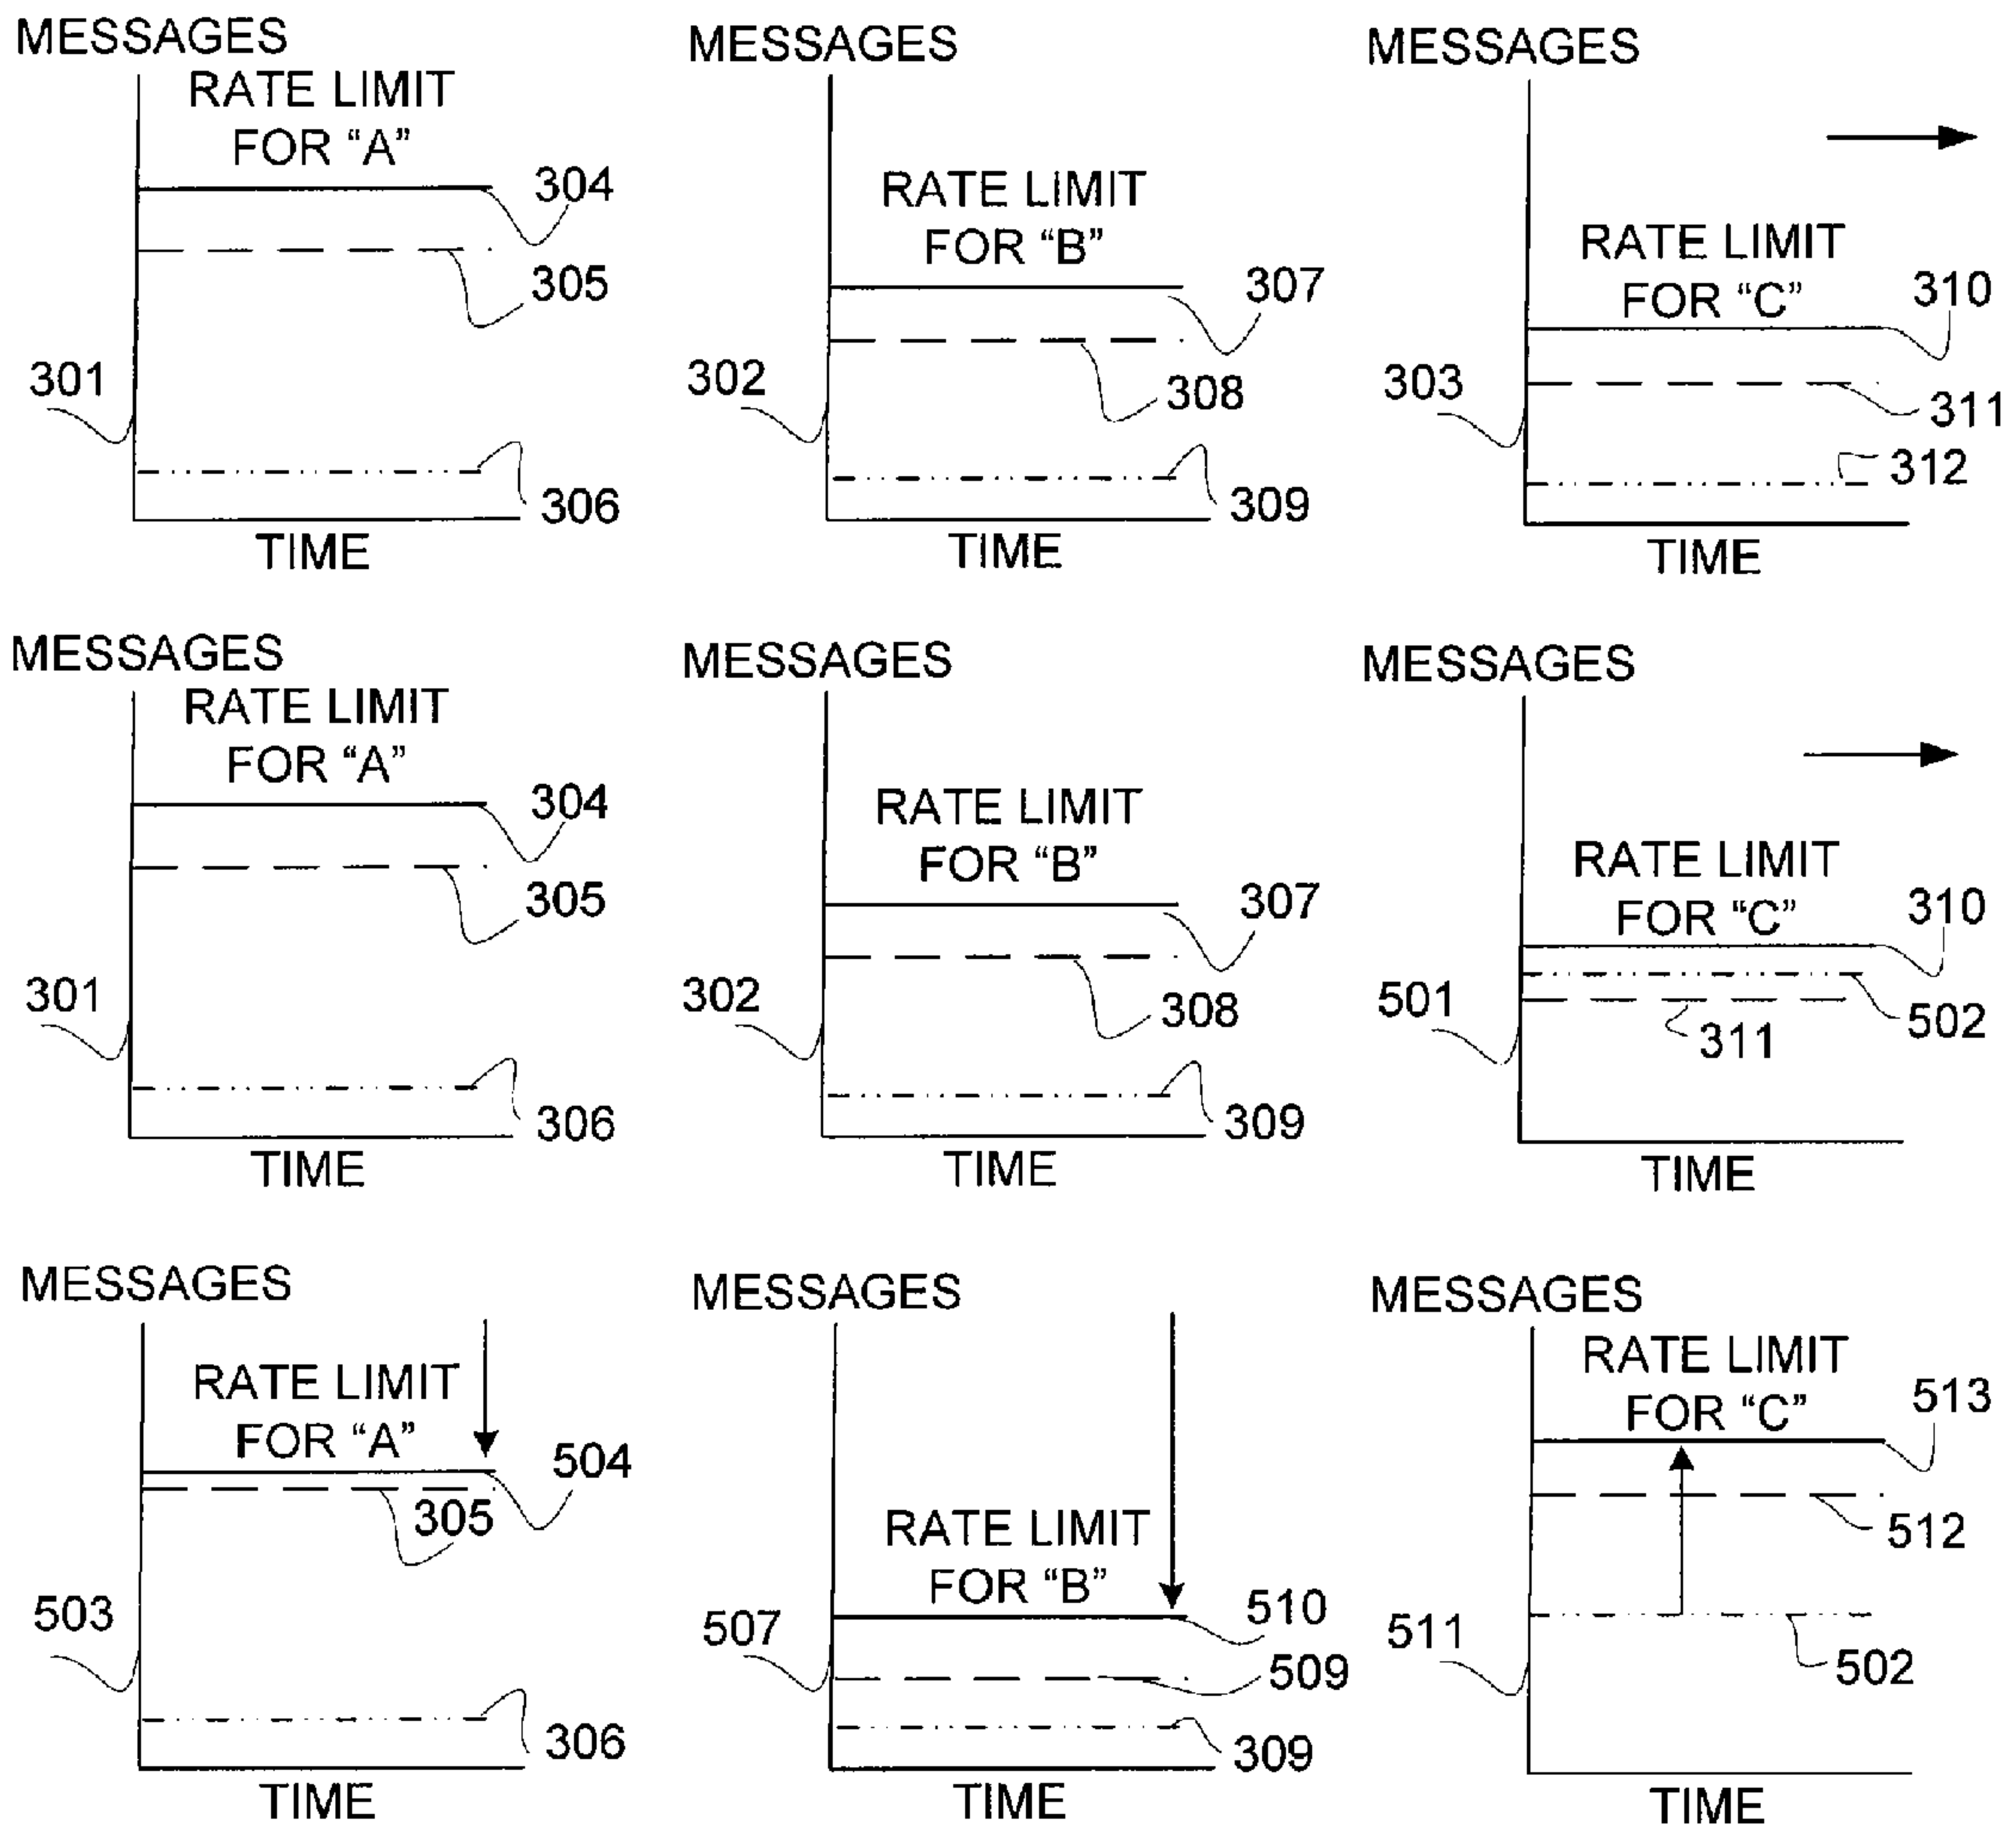 MESSAGES
RATE LIMIT
FOR “A”
304
305
301
306
TIME
MESSAGES
RATE LIMIT
FOR “B”
307
302
308
309
TIME
MESSAGES
RATE LIMIT
FOR “C”
310
303
311
312
TIME
MESSAGES
RATE LIMIT
FOR “A”
304
305
301
306
TIME
MESSAGES
RATE LIMIT
FOR “B”
307
302
308
309
TIME
MESSAGES
RATE LIMIT
FOR “C”
310
501
502
311
TIME
MESSAGES
RATE LIMIT
FOR “A”
504
305
503
306
TIME
MESSAGES
RATE LIMIT
FOR “B”
510
507
509
309
TIME
MESSAGES
RATE LIMIT
FOR “C”
513
512
511
502
TIME